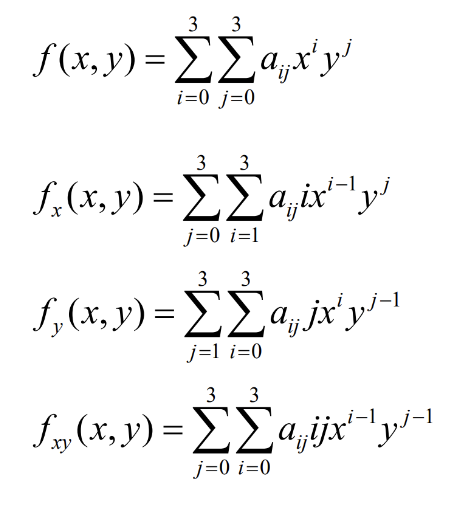 f(x, y) = \sum_{i=0}^{3} \sum_{j=0}^{3} a_{ij} x^i y^j
f_x(x, y) = \sum_{j=0}^{3} \sum_{i=1}^{3} a_{ij} i x^{i-1} y^j
f_y(x, y) = \sum_{j=1}^{3} \sum_{i=0}^{3} a_{ij} j x^i y^{j-1}
f_{xy}(x, y) = \sum_{j=0}^{3} \sum_{i=0}^{3} a_{ij} i j x^{i-1} y^{j-1}